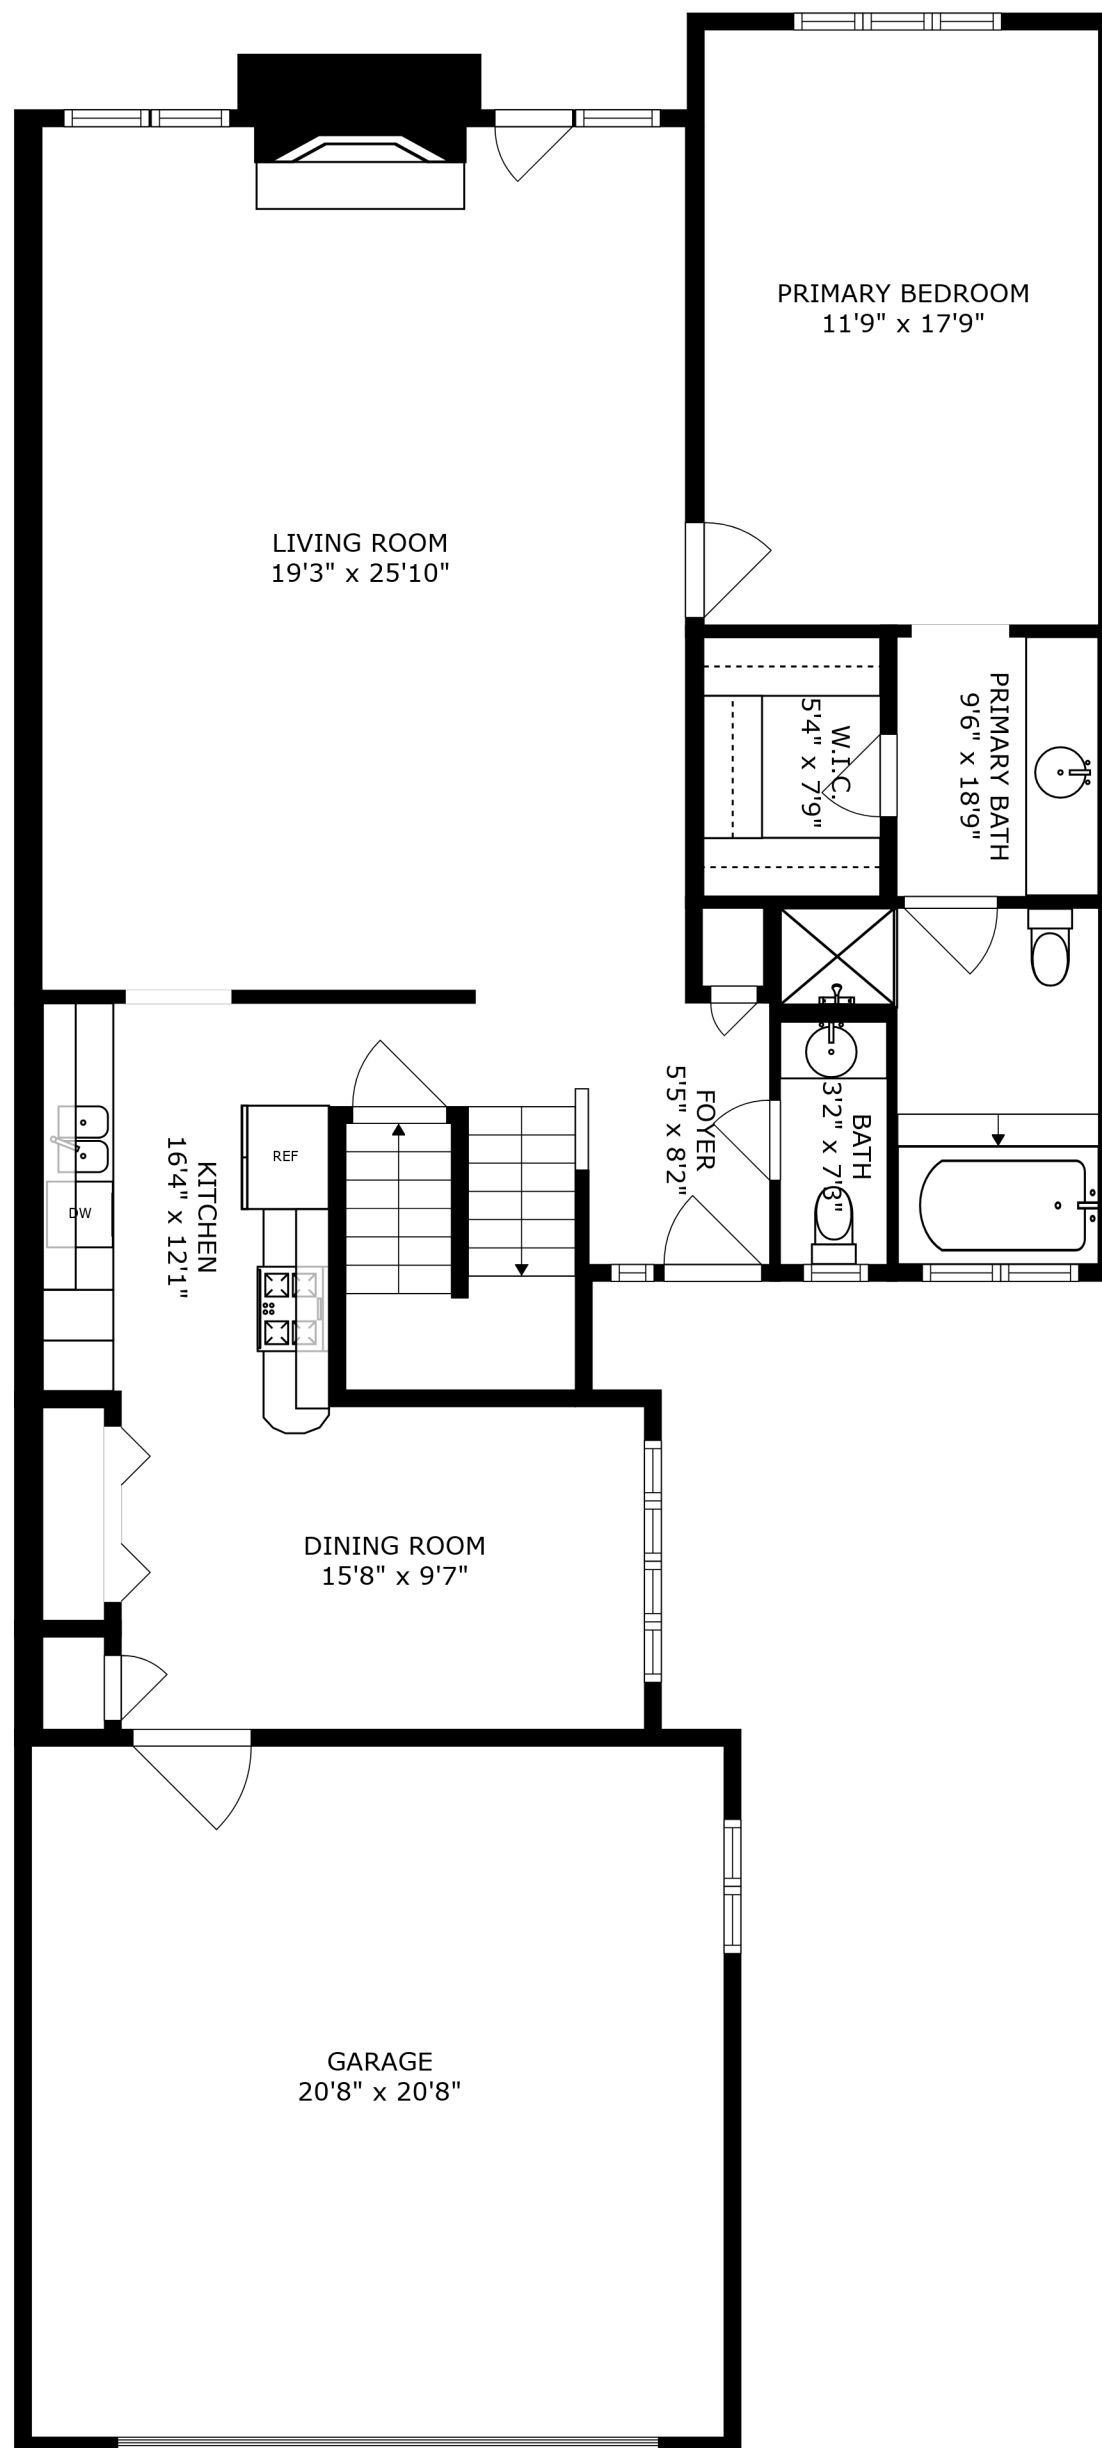 PRIMARY BEDROOM
11'9" x 17'9"
LIVING ROOM
19'3" x 25'10"
PRIMARY BATH
9'6" x 18'9"
W.I.C.
5'4" x 7'9"
FOYER
5'5" x 8'2"
BATH
3'2" x 7'3"
REF
KITCHEN
16'4" x 12'1"
DW
DINING ROOM
15'8" x 9'7"
GARAGE
20'8" x 20'8"